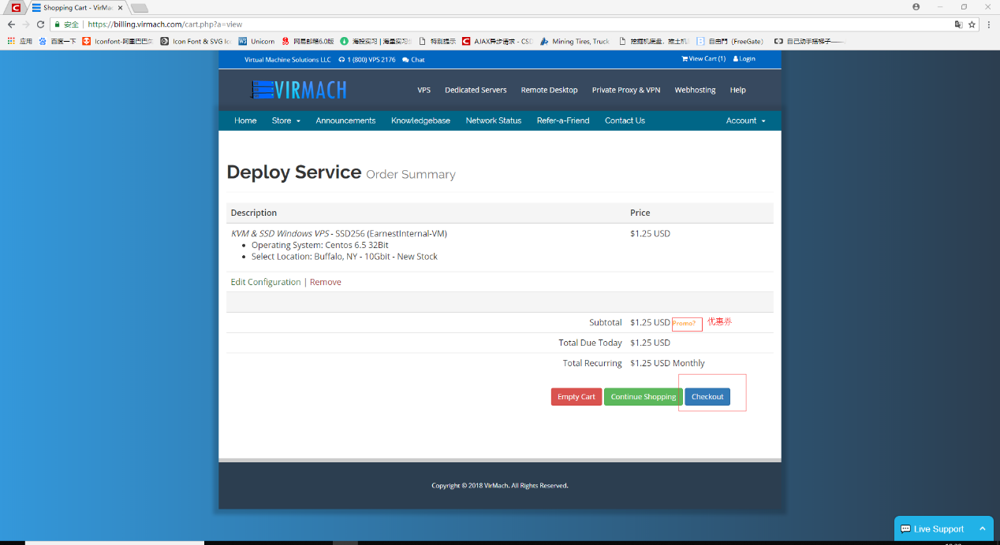 Shopping Cart - VirMac
安全 | https://billing.virmach.com/cart.php?a=view
应用 百度一下 Iconfont-阿里巴巴矢 Icon Font & SVG Ico Unicorn 网易邮箱6.0版 海投实习 | 海量实习生 特别提示 AJAX异步请求 - CSD Mining Tires, Truck 挖掘机底盘，推土机 自由門（FreeGate） 自己动手搭梯子——
Virtual Machine Solutions LLC 1 (800) VPS 2176 Chat View Cart (1) Login
VIRMACH VPS Dedicated Servers Remote Desktop Private Proxy & VPN Webhosting Help
Home Store Announcements Knowledgebase Network Status Refer-a-Friend Contact Us Account
Deploy Service Order Summary
Description Price
KVM & SSD Windows VPS - SSD256 (EarnestInternal-VM) $1.25 USD
Operating System: Centos 6.5 32Bit
Select Location: Buffalo, NY - 10Gbit - New Stock
Edit Configuration | Remove
Subtotal $1.25 USD Promo? 优惠券
Total Due Today $1.25 USD
Total Recurring $1.25 USD Monthly
Empty Cart Continue Shopping Checkout
Copyright © 2018 VirMach. All Rights Reserved.
Live Support